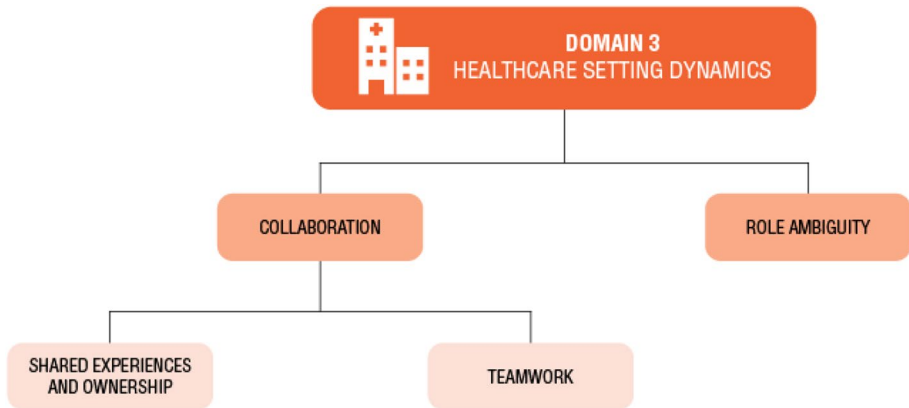 DOMAIN 3
HEALTHCARE SETTING DYNAMICS
COLLABORATION
ROLE AMBIGUITY
SHARED EXPERIENCES
AND OWNERSHIP
TEAMWORK